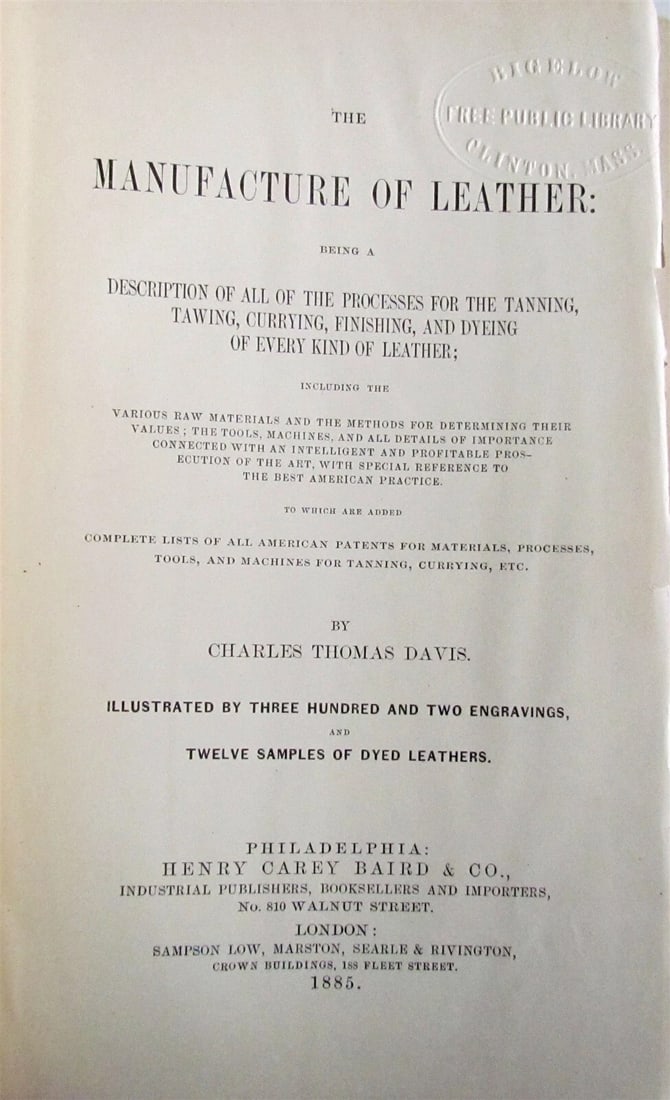 BIGELOW
FREE PUBLIC LIBRARY
CLINTON, MASS.
THE
MANUFACTURE OF LEATHER:
BEING A
DESCRIPTION OF ALL OF THE PROCESSES FOR THE TANNING,
TAWING, CURRYING, FINISHING, AND DYEING
OF EVERY KIND OF LEATHER;
INCLUDING THE
VARIOUS RAW MATERIALS AND THE METHODS FOR DETERMINING THEIR
VALUES; THE TOOLS, MACHINES, AND ALL DETAILS OF IMPORTANCE
CONNECTED WITH AN INTELLIGENT AND PROFITABLE PROS-
ECUTION OF THE ART, WITH SPECIAL REFERENCE TO
THE BEST AMERICAN PRACTICE.
TO WHICH ARE ADDED
COMPLETE LISTS OF ALL AMERICAN PATENTS FOR MATERIALS, PROCESSES,
TOOLS, AND MACHINES FOR TANNING, CURRYING, ETC.
BY
CHARLES THOMAS DAVIS.
ILLUSTRATED BY THREE HUNDRED AND TWO ENGRAVINGS,
AND
TWELVE SAMPLES OF DYED LEATHERS.
PHILADELPHIA:
HENRY CAREY BAIRD & CO.,
INDUSTRIAL PUBLISHERS, BOOKSELLERS AND IMPORTERS,
No. 810 WALNUT STREET.
LONDON:
SAMPSON LOW, MARSTON, SEARLE & RIVINGTON,
CROWN BUILDINGS, 188 FLEET STREET.
1885.